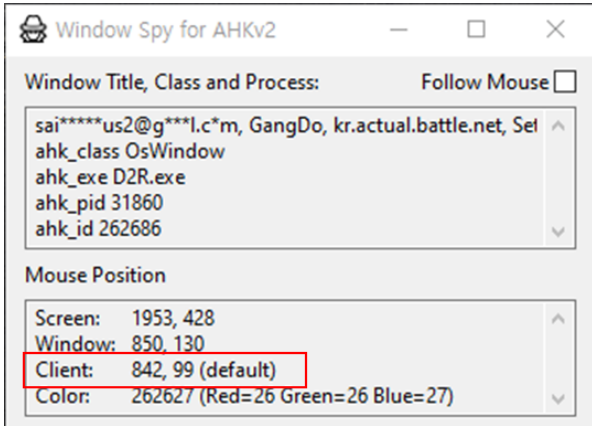 Window Spy for AHKv2
Window Title, Class and Process:
Follow Mouse
sai*****us2@g***l.c*m, GangDo, kr.actual.battle.net, Set
ahk_class OsWindow
ahk_exe D2R.exe
ahk_pid 31860
ahk_id 262686
Mouse Position
Screen: 1953, 428
Window: 850, 130
Client: 842, 99 (default)
Color: 262627 (Red=26 Green=26 Blue=27)